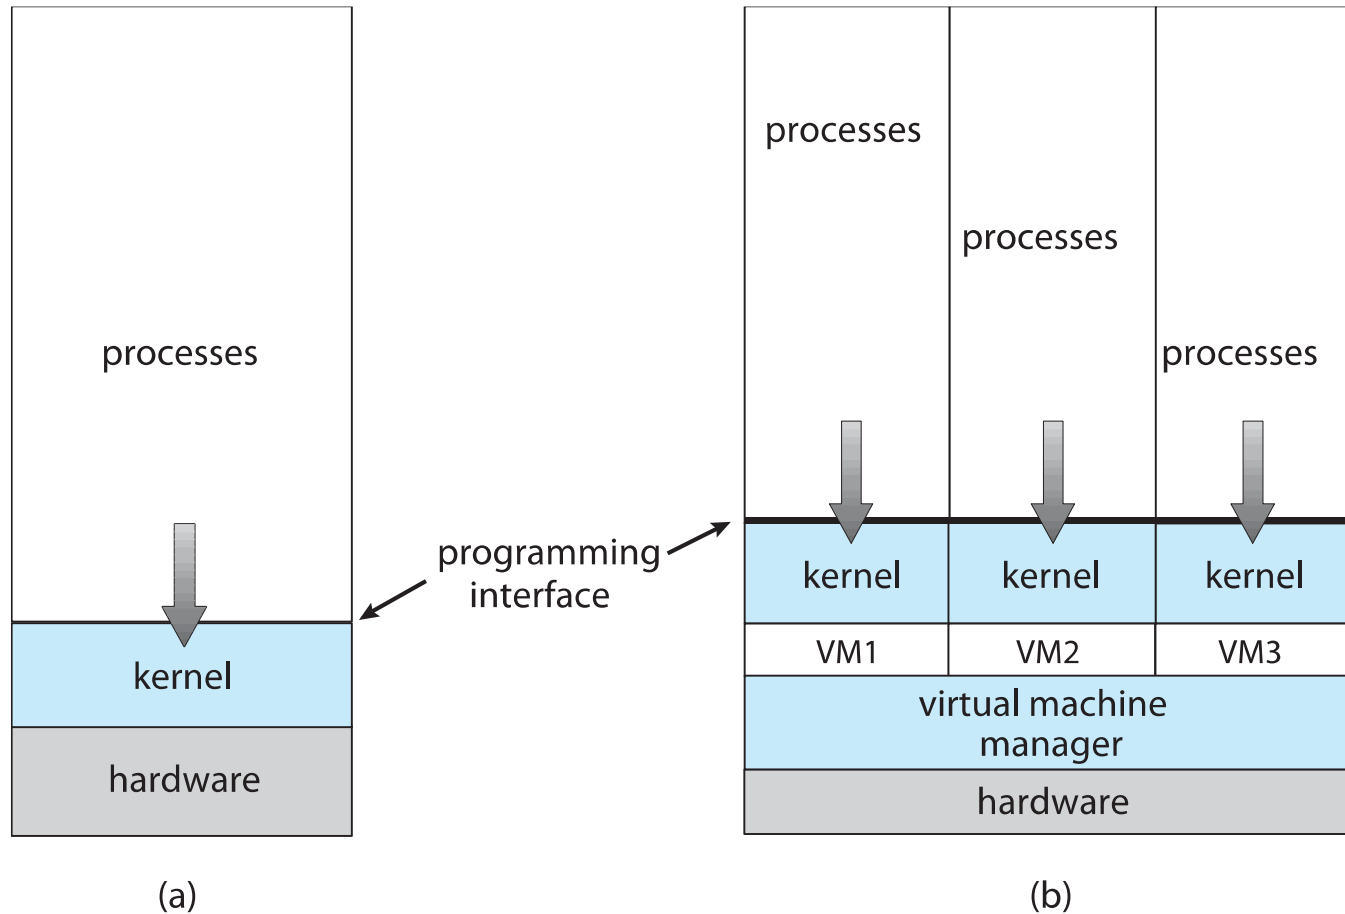 processes
kernel
hardware
(a)
programming
interface
processes
processes
processes
kernel
kernel
kernel
VM1
VM2
VM3
virtual machine
manager
hardware
(b)